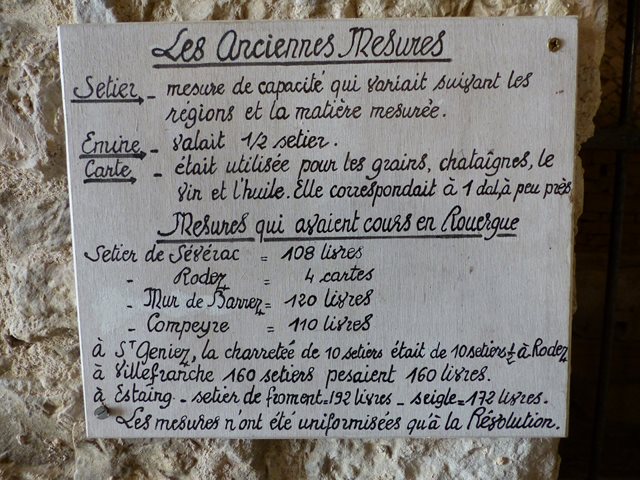 Les Anciennes Mesures
Setier - mesure de capacité qui variait suivant les
régions et la matière mesurée.
Emine - valait 1/2 setier.
Carte - était utilisée pour les grains, chataîgnes, le
vin et l'huile. Elle correspondait à 1 dal, à peu près
Mesures qui avaient cours en Rouergue
Setier de Sévérac = 108 livres
- Rodez = 4 cartes
- Mur de Barrez = 120 livres
- Compeyre = 110 livres
à St Geniez, la charretée de 10 setiers était de 10 setiers 1/2 à Rodez
à Villefranche 160 setiers pesaient 160 livres.
à Estaing - setier de froment = 192 livres - seigle = 172 livres.
Les mesures n'ont été uniformisées qu'à la Révolution.